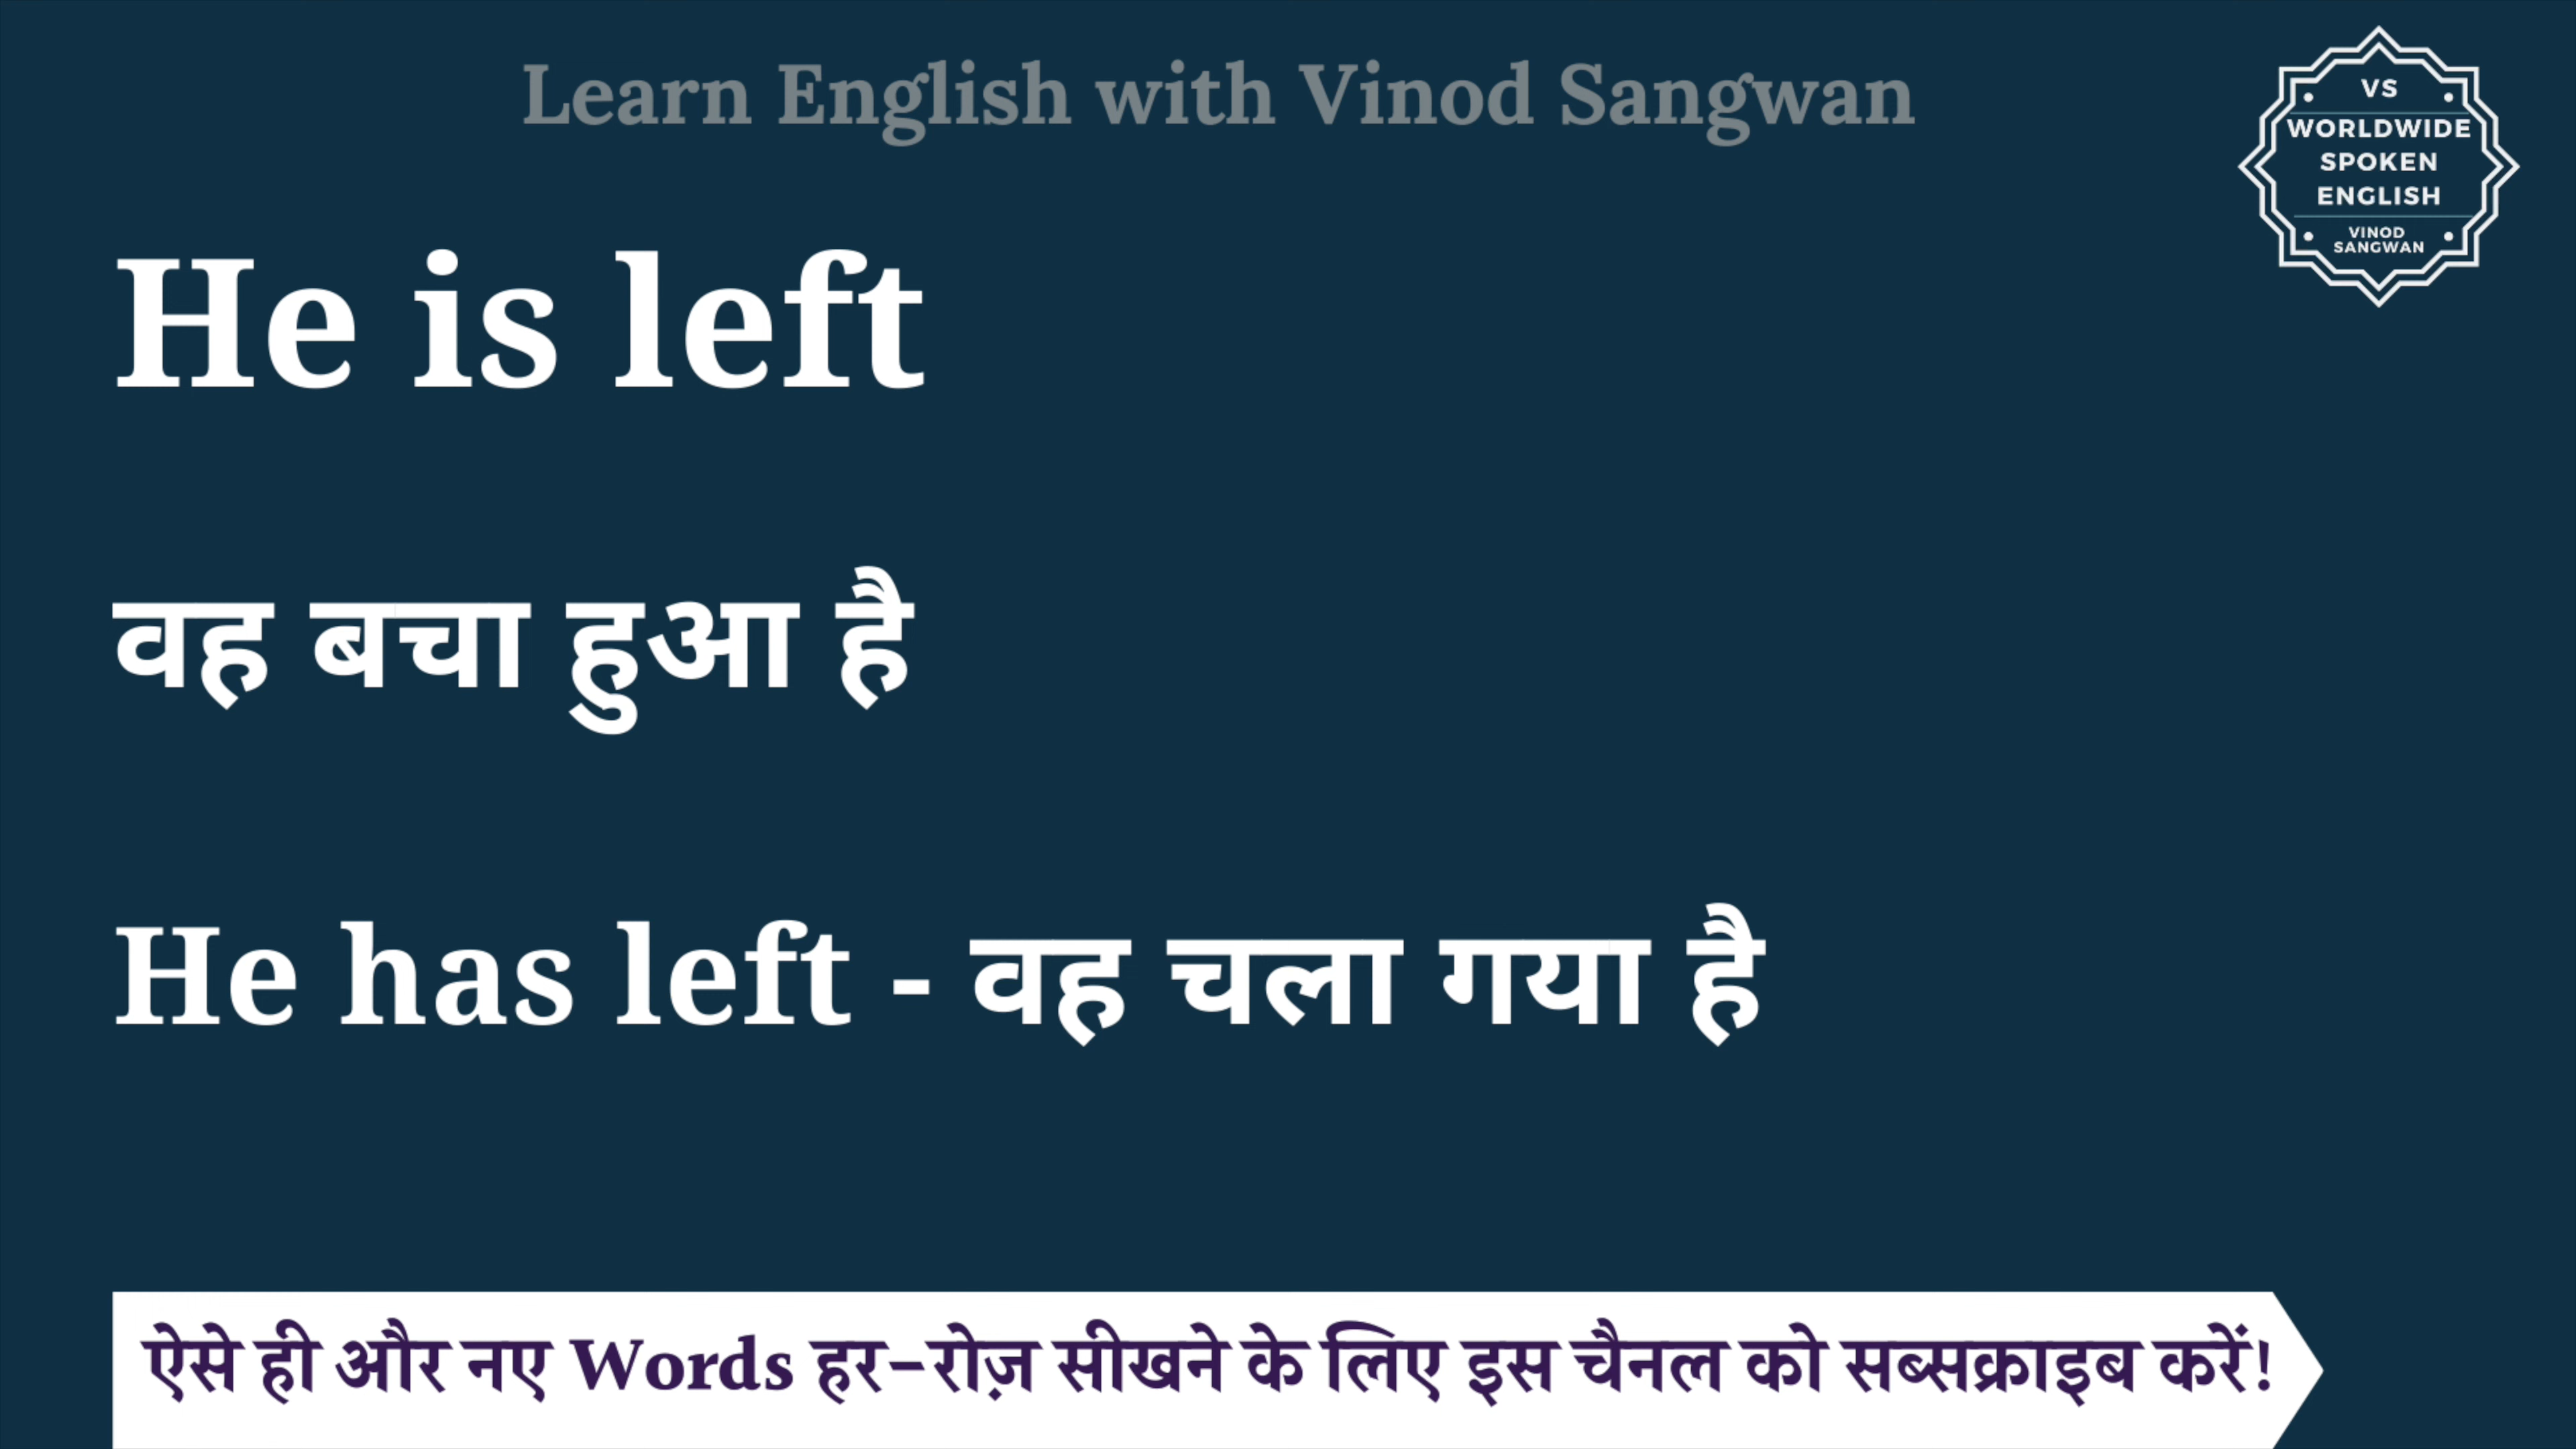 Learn English with Vinod Sangwan
VS
WORLDWIDE
SPOKEN
ENGLISH
VINOD
SANGWAN
He is left
वह बचा हुआ है
He has left - वह चला गया है
ऐसे ही और नए Words हर-रोज़ सीखने के लिए इस चैनल को सब्सक्राइब करें!